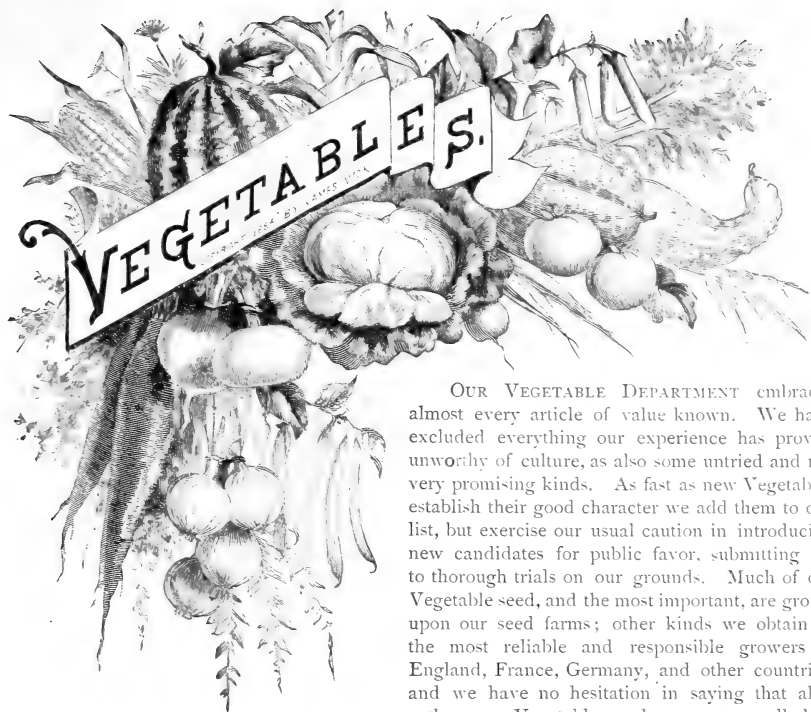 VEGETABLES.
OUR VEGETABLE DEPARTMENT embrac
almost every article of value known. We ha
excluded everything our experience has prov
unworthy of culture, as also some untried and
very promising kinds. As fast as new Vegetab
establish their good character we add them to
list, but exercise our usual caution in introduci
new candidates for public favor. submitting
to thorough trials on our grounds. Much of
Vegetable seed, and the most important, are gro
upon our seed farms; other kinds we obtain
the most reliable and responsible growers
England, France, Germany, and other countri
and we have no hesitation in saying that al